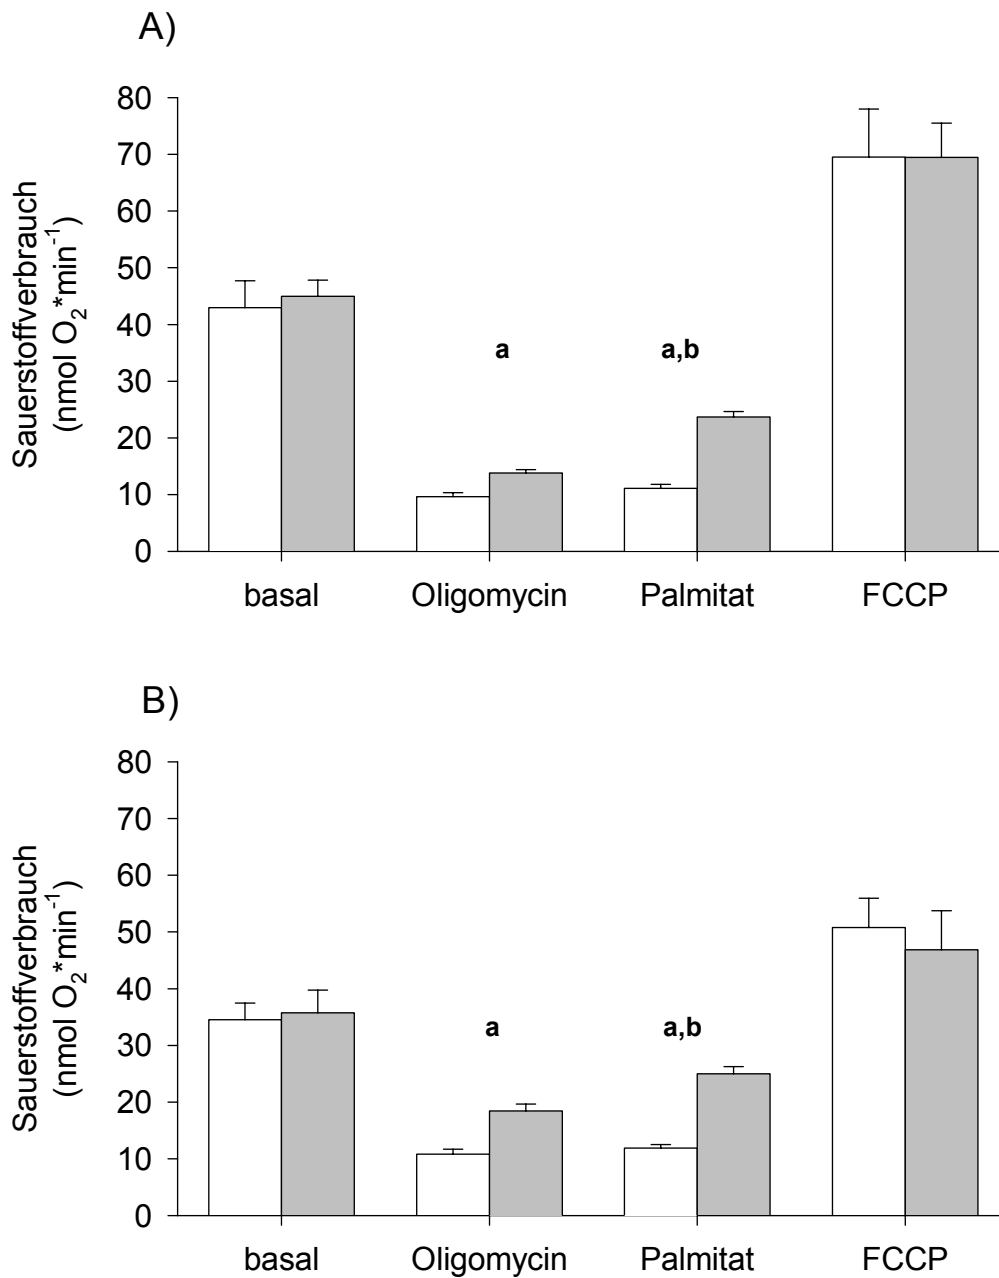 A)
80
70
60
50
40
30
20
10
0
Sauerstoffverbrauch
(nmol O₂*min⁻¹)
a
a,b
basal Oligomycin Palmitat FCCP
B)
80
70
60
50
40
30
20
10
0
Sauerstoffverbrauch
(nmol O₂*min⁻¹)
a
a,b
basal Oligomycin Palmitat FCCP